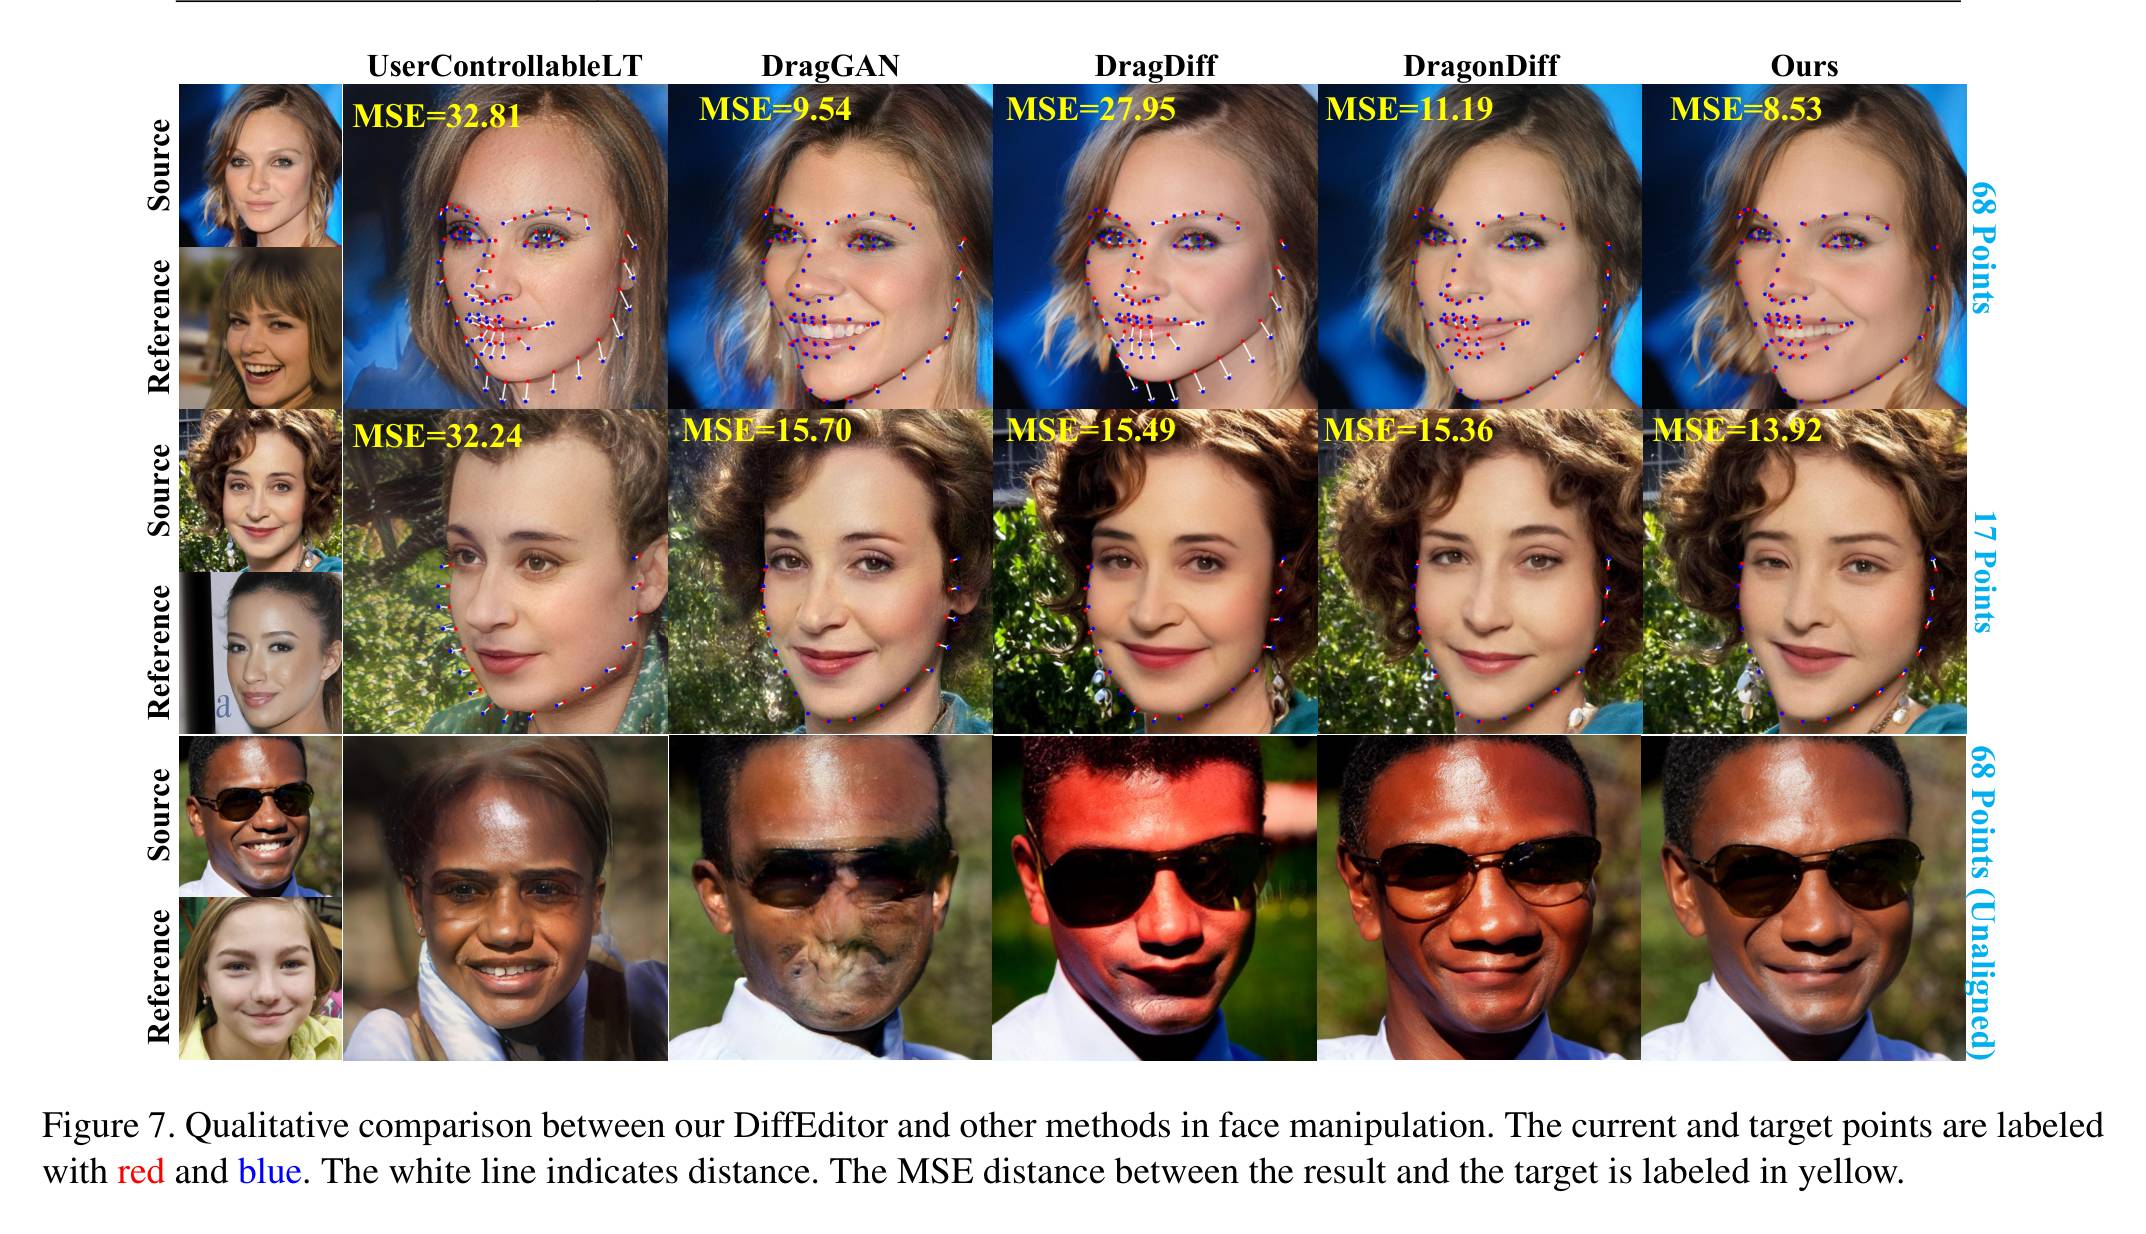 UserControllableLT DragGAN DragDiff DragonDiff Ours
Source
MSE=32.81 MSE=9.54 MSE=27.95 MSE=11.19 MSE=8.53
68 Points
Reference
Source
MSE=32.24 MSE=15.70 MSE=15.49 MSE=15.36 MSE=13.92
17 Points
Reference
a
Source
68 Points (Unaligned)
Reference
Figure 7. Qualitative comparison between our DiffEditor and other methods in face manipulation. The current and target points are labeled
with red and blue. The white line indicates distance. The MSE distance between the result and the target is labeled in yellow.